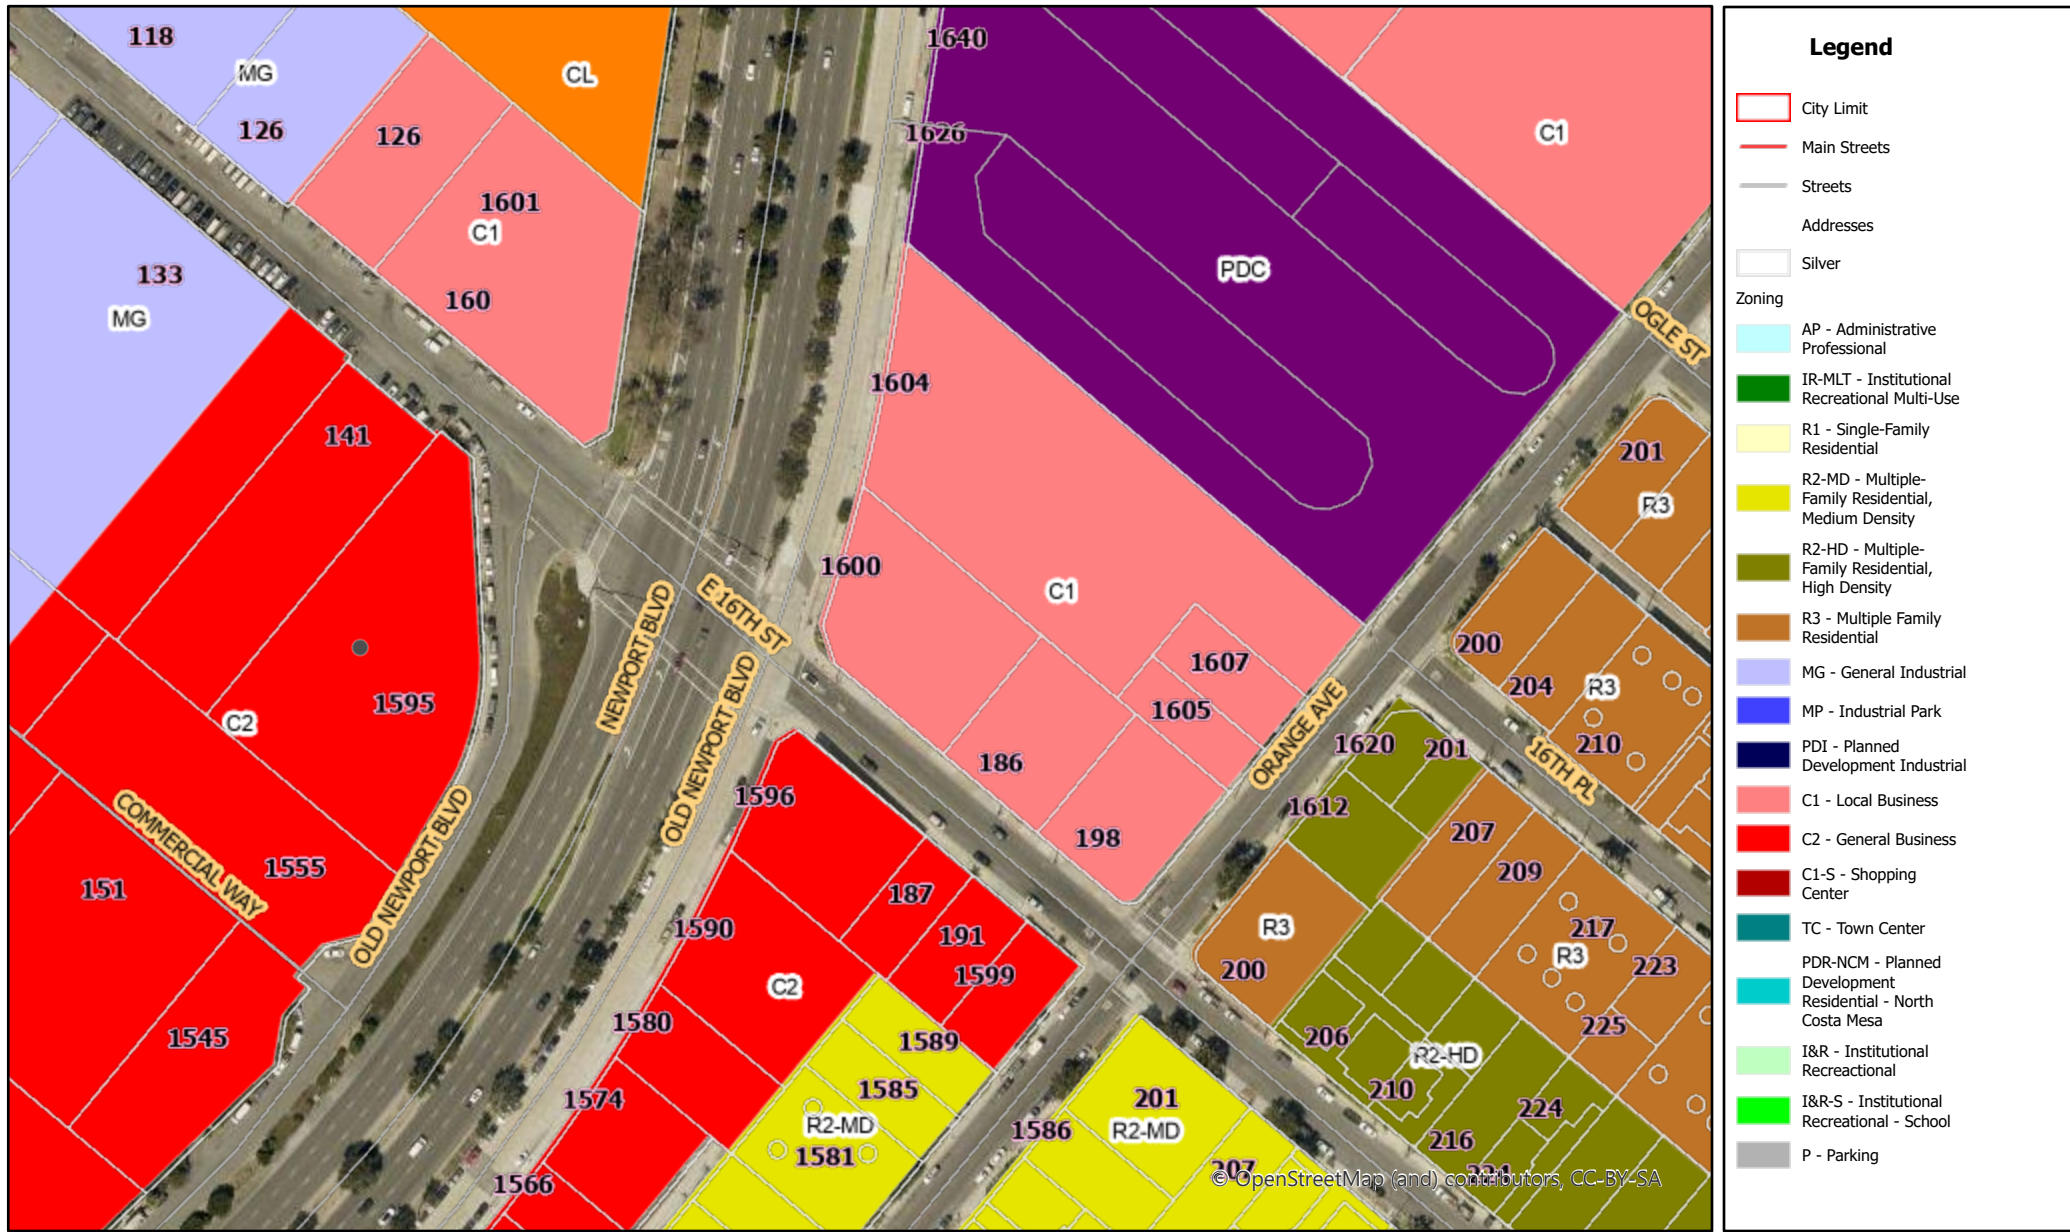 118
MG
126
126
CL
1601
C1
160
133
MG
141
1595
C2
1555
151
1545
COMMERCIAL WAY
OLD NEWPORT BLVD
NEWPORT BLVD
OLD NEWPORT BLVD
E 16TH ST
1640
1626
PDC
C1
1604
1600
C1
1607
1605
186
198
ORANGE AVE
OGLE ST
201
R3
200
204
R3
210
16TH PL
1620
201
1612
207
209
217
R3
223
225
R3
200
206
R2-HD
210
224
216
224
1596
187
191
1599
1590
C2
1580
1574
1566
1589
1585
R2-MD
1581
1586
201
R2-MD
207
© OpenStreetMap (and) contributors, CC-BY-SA
Legend
City Limit
Main Streets
Streets
Addresses
Silver
Zoning
AP - Administrative
Professional
IR-MLT - Institutional
Recreational Multi-Use
R1 - Single-Family
Residential
R2-MD - Multiple-
Family Residential,
Medium Density
R2-HD - Multiple-
Family Residential,
High Density
R3 - Multiple Family
Residential
MG - General Industrial
MP - Industrial Park
PDI - Planned
Development Industrial
C1 - Local Business
C2 - General Business
C1-S - Shopping
Center
TC - Town Center
PDR-NCM - Planned
Development
Residential - North
Costa Mesa
I&R - Institutional
Recreactional
I&R-S - Institutional
Recreational - School
P - Parking